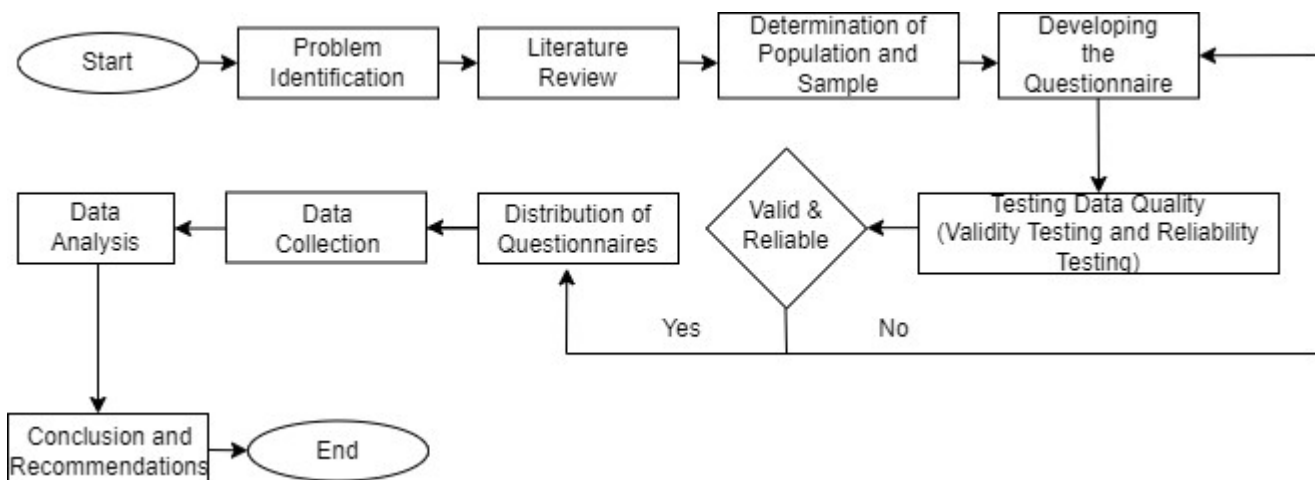 Start
Problem
Identification
Literature
Review
Determination of
Population and
Sample
Developing
the
Questionnaire
Testing Data Quality
(Validity Testing and Reliability
Testing)
Valid &
Reliable
Yes
No
Distribution of
Questionnaires
Data
Collection
Data
Analysis
Conclusion and
Recommendations
End